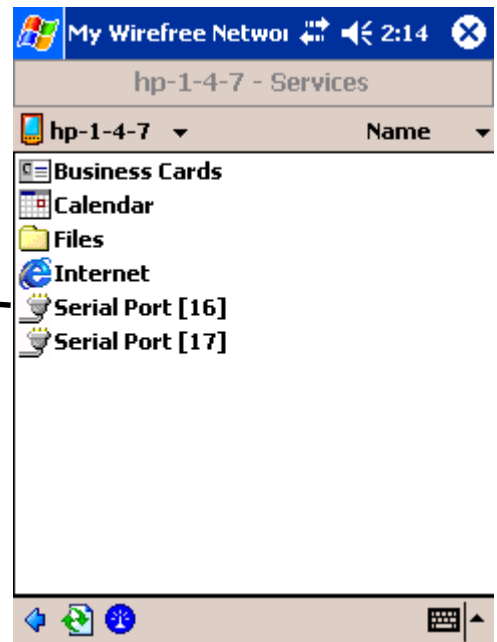 My Wirefree Networ 2:14
hp-1-4-7 - Services
hp-1-4-7 Name
Business Cards
Calendar
Files
Internet
Serial Port [16]
Serial Port [17]